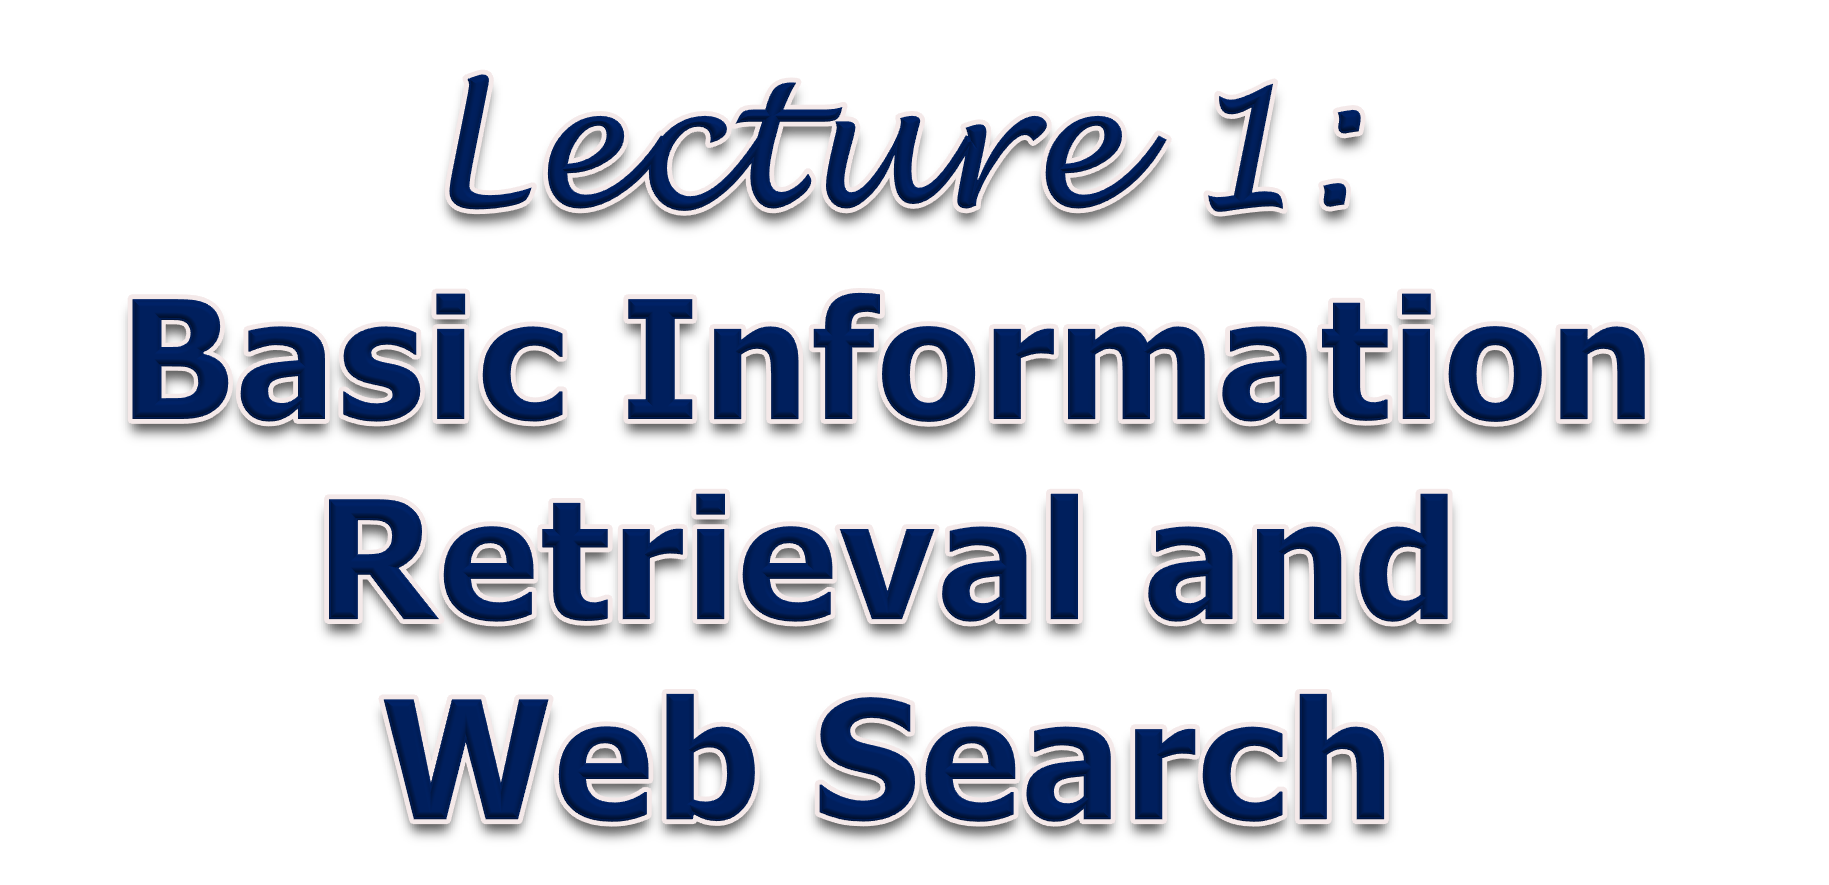 Lecture 1:
Basic Information
Retrieval and
Web Search